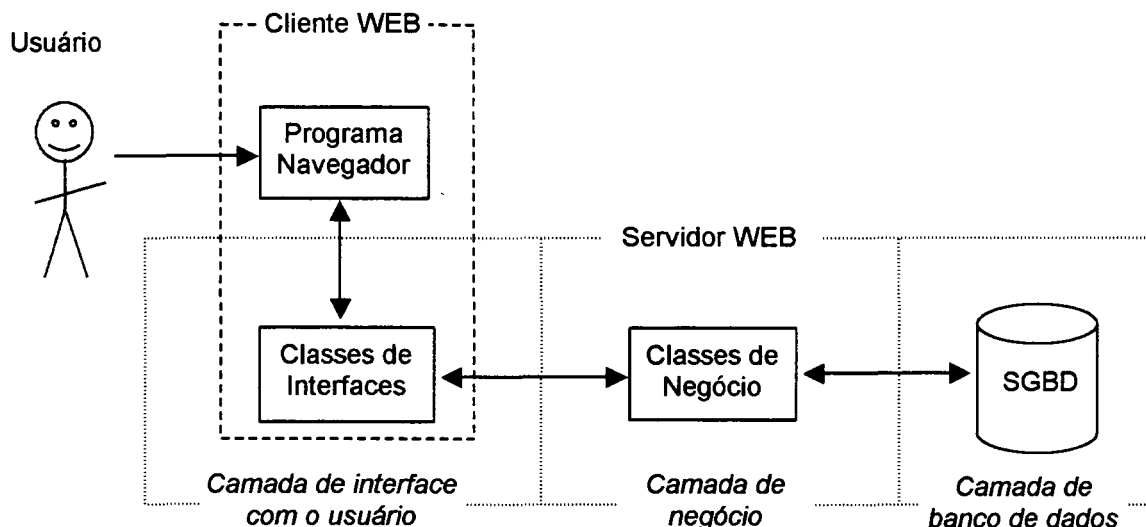 Cliente WEB
Usuário
Programa
Navegador
Servidor WEB
Classes de
Interfaces
Classes de
Negócio
SGBD
Camada de interface
com o usuário
Camada de
negócio
Camada de
banco de dados